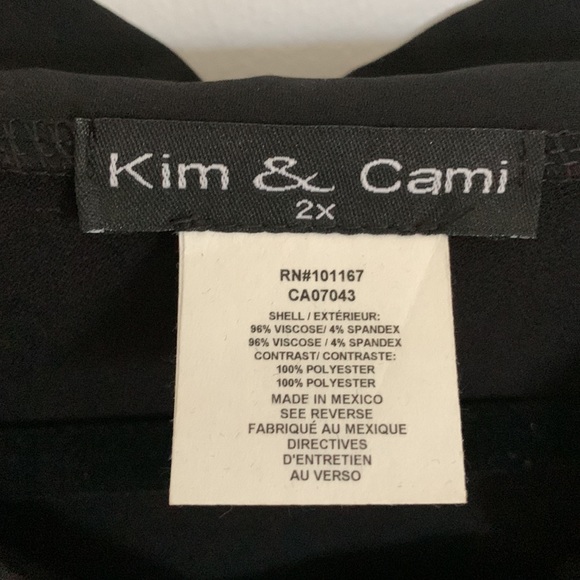 Kim & Cami
2X
RN#101167
CA07043
SHELL / EXTÉRIEUR:
96% VISCOSE/ 4% SPANDEX
96% VISCOSE / 4% SPANDEX
CONTRAST/ CONTRASTE:
100% POLYESTER
100% POLYESTER
MADE IN MEXICO
SEE REVERSE
FABRIQUÉ AU MEXIQUE
DIRECTIVES
D'ENTRETIEN
AU VERSO